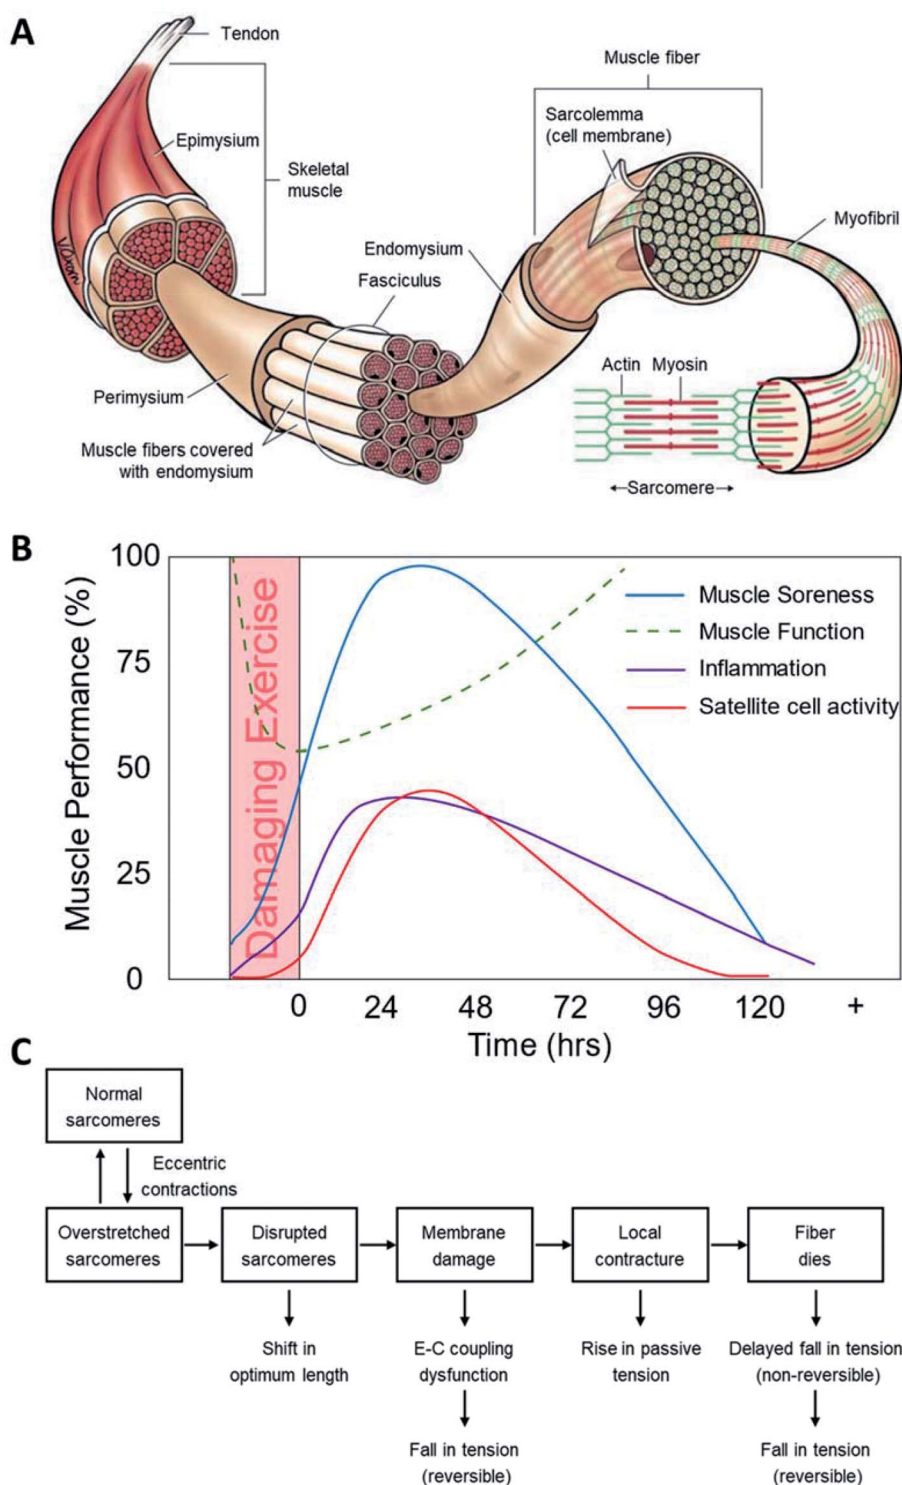 A
Tendon
Epimysium
Skeletal
muscle
Perimysium
Muscle fibers covered
with endomysium
Endomysium
Fasciculus
Muscle fiber
Sarcolemma
(cell membrane)
Myofibril
Actin
Myosin
Sarcomere
B
Muscle Performance (%)
100
75
50
25
0
Damaging Exercise
Muscle Soreness
Muscle Function
Inflammation
Satellite cell activity
0 24 48 72 96 120 +
Time (hrs)
C
Normal
sarcomeres
Eccentric
contractions
Overstretched
sarcomeres
Disrupted
sarcomeres
Membrane
damage
Local
contracture
Fiber
dies
Shift in
optimum length
E-C coupling
dysfunction
Rise in passive
tension
Delayed fall in tension
(non-reversible)
Fall in tension
(reversible)
Fall in tension
(reversible)